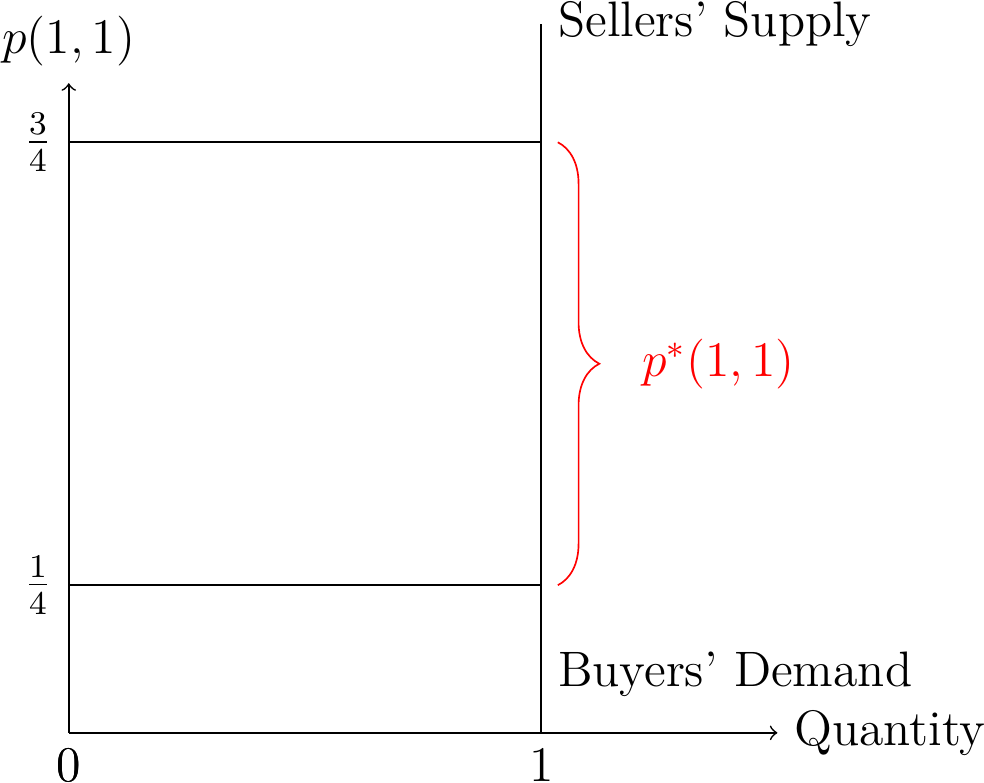 Sellers' Supply
p(1, 1)
3/4
p*(1, 1)
1/4
Buyers' Demand
Quantity
0
1